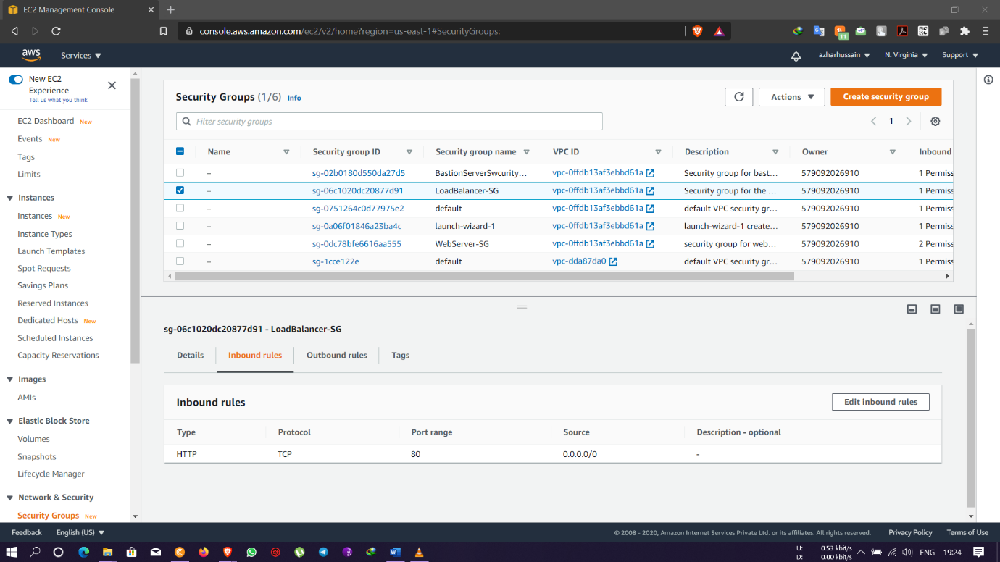 EC2 Management Console
console.aws.amazon.com/ec2/v2/home?region=us-east-1#SecurityGroups:
11
aws Services azharhussain N. Virginia Support
New EC2
Experience
Tell us what you think
EC2 Dashboard New
Events New
Tags
Limits
Instances
Instances New
Instance Types
Launch Templates
Spot Requests
Savings Plans
Reserved Instances
Dedicated Hosts New
Scheduled Instances
Capacity Reservations
Images
AMIs
Elastic Block Store
Volumes
Snapshots
Lifecycle Manager
Network & Security
Security Groups New
Security Groups (1/6) Info
Actions
Create security group
Filter security groups
1
Name Security group ID Security group name VPC ID Description Owner Inbound
– sg-02b0180d550da27d5 BastionServerSwcurity... vpc-0ffdb13af3ebbd61a Security group for bast... 579092026910 1 Permiss
– sg-06c1020dc20877d91 LoadBalancer-SG vpc-0ffdb13af3ebbd61a Security group for the ... 579092026910 1 Permiss
– sg-0751264c0d77975e2 default vpc-0ffdb13af3ebbd61a default VPC security gr... 579092026910 1 Permiss
– sg-0a06f01846a23ba4c launch-wizard-1 vpc-0ffdb13af3ebbd61a launch-wizard-1 create... 579092026910 1 Permiss
– sg-0dc78bfe6616aa555 WebServer-SG vpc-0ffdb13af3ebbd61a security group for web... 579092026910 2 Permiss
– sg-1cce122e default vpc-dda87da0 default VPC security gr... 579092026910 1 Permiss
sg-06c1020dc20877d91 - LoadBalancer-SG
Details Inbound rules Outbound rules Tags
Inbound rules
Edit inbound rules
Type Protocol Port range Source Description - optional
HTTP TCP 80 0.0.0.0/0 -
Feedback English (US) © 2008 - 2020, Amazon Internet Services Private Ltd. or its affiliates. All rights reserved. Privacy Policy Terms of Use
U: 0.53 kbit/s
D: 0.00 kbit/s
ENG 19:24